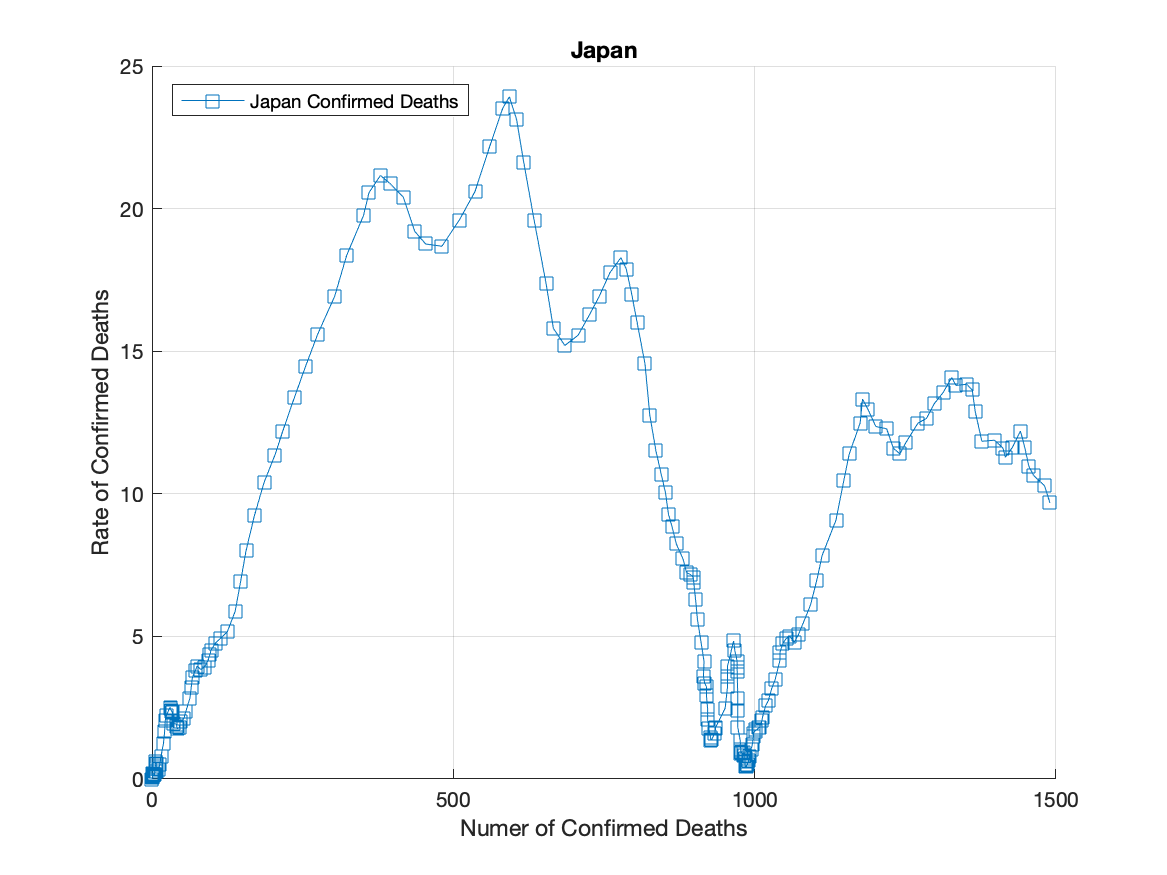 Japan
Japan Confirmed Deaths
25
20
15
10
5
0
Rate of Confirmed Deaths
0 500 1000 1500
Numer of Confirmed Deaths